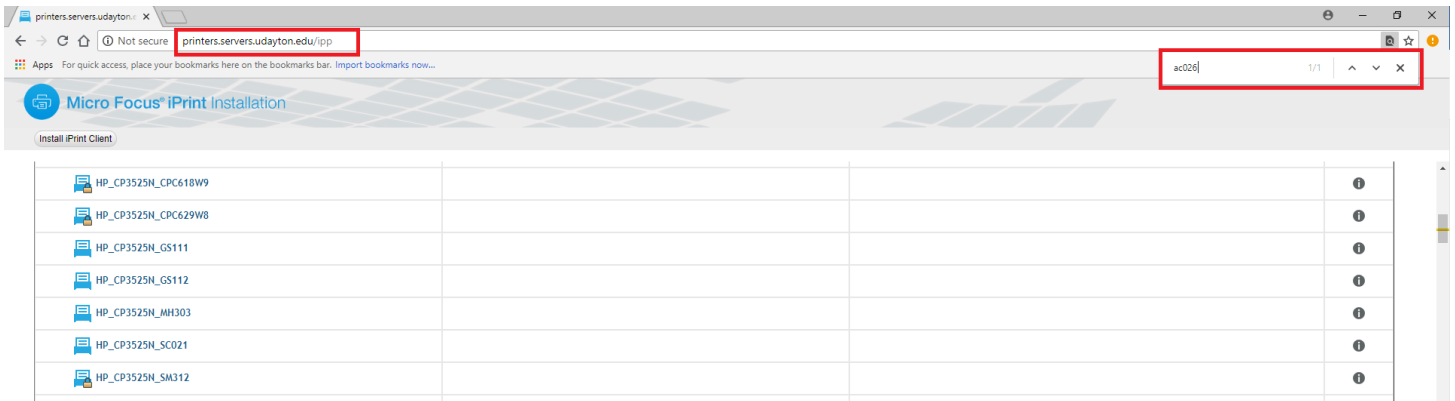 printers.servers.udayton.e
Not secure printers.servers.udayton.edu/ipp
Apps For quick access, place your bookmarks here on the bookmarks bar. Import bookmarks now...
ac026 1/1
Micro Focus® iPrint Installation
Install iPrint Client
HP_CP3525N_CPC618W9
HP_CP3525N_CPC629W8
HP_CP3525N_GS111
HP_CP3525N_GS112
HP_CP3525N_MH303
HP_CP3525N_SC021
HP_CP3525N_SM312